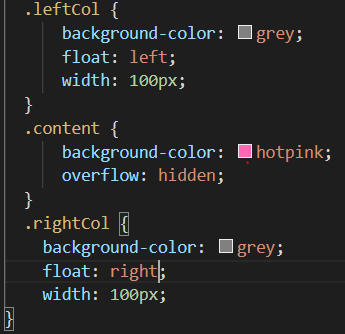 .leftCol {
background-color: grey;
float: left;
width: 100px;
}
.content {
background-color: hotpink;
overflow: hidden;
}
.rightCol {
background-color: grey;
float: right;
width: 100px;
}